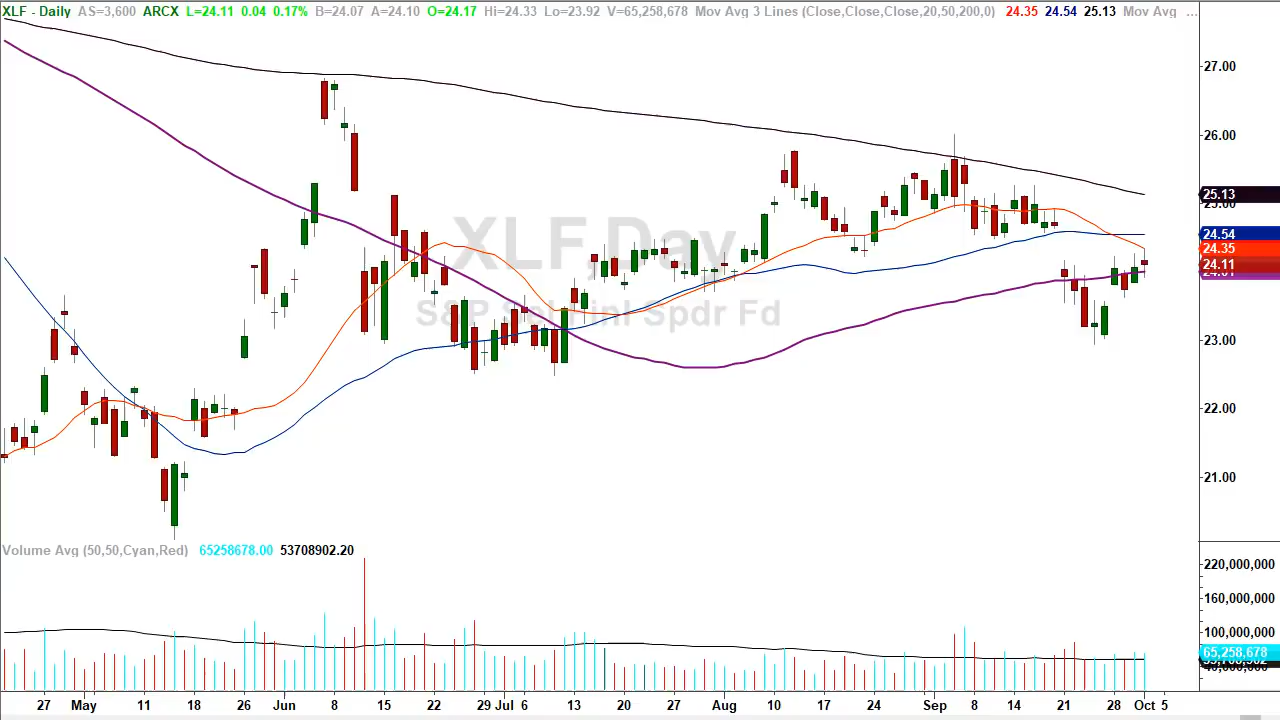 XLF - Daily AS=3,600 ARCX L=24.11 0.04 0.17% B=24.07 A=24.10 O=24.17 Hi=24.33 Lo=23.92 V=65,258,678 Mov Avg 3 Lines (Close,Close,Close,20,50,200,0) 24.35 24.54 25.13 Mov Avg ...
27.00
26.00
25.13
25.00
XLF,Day
24.54
24.35
24.11
S&P Sel Finl Spdr Fd
23.00
22.00
21.00
Volume Avg (50,50,Cyan,Red) 65258678.00 53708902.20
220,000,000
160,000,000
100,000,000
65,258,678
27 May 11 18 26 Jun 8 15 22 29 Jul 6 13 20 27 Aug 10 17 24 Sep 8 14 21 28 Oct 5